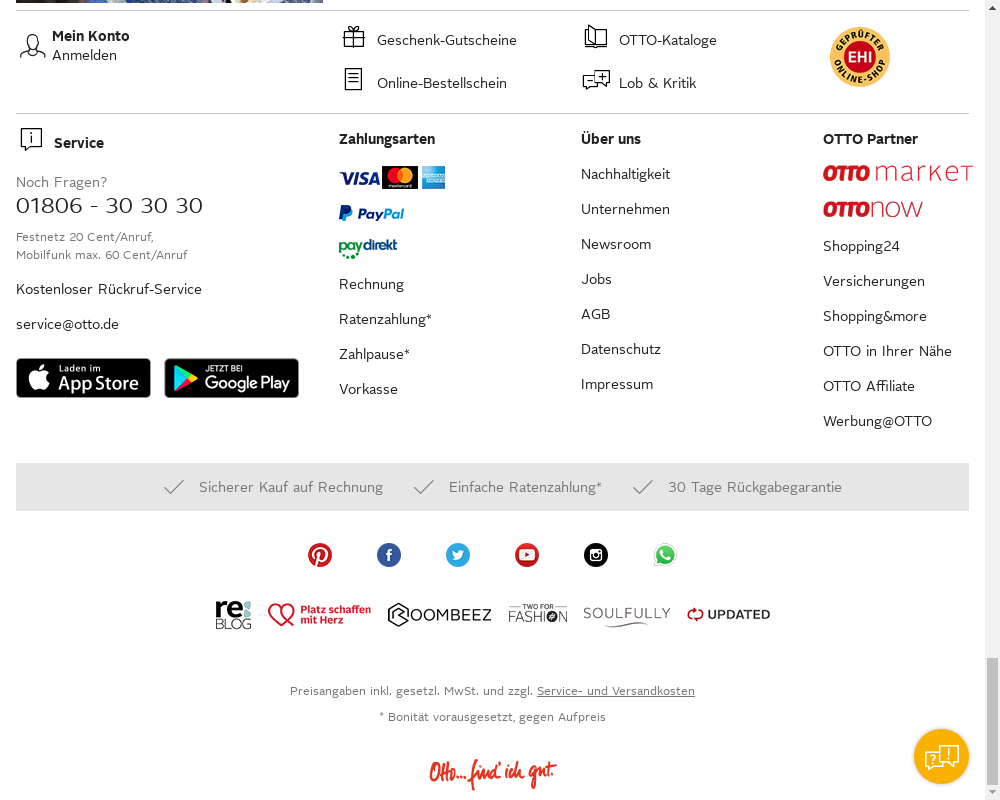 Mein Konto
Anmelden
Geschenk-Gutscheine
OTTO-Kataloge
Online-Bestellschein
Lob & Kritik
GEPRÜFTER
EHI
ONLINE-SHOP
Service
Noch Fragen?
01806 - 30 30 30
Festnetz 20 Cent/Anruf,
Mobilfunk max. 60 Cent/Anruf
Kostenloser Rückruf-Service
service@otto.de
Laden im
App Store
JETZT BEI
Google Play
Zahlungsarten
VISA mastercard AMERICAN EXPRESS
PayPal
paydirekt
Rechnung
Ratenzahlung*
Zahlpause*
Vorkasse
Über uns
Nachhaltigkeit
Unternehmen
Newsroom
Jobs
AGB
Datenschutz
Impressum
OTTO Partner
OTTO market
OTTO now
Shopping24
Versicherungen
Shopping&more
OTTO in Ihrer Nähe
OTTO Affiliate
Werbung@OTTO
Sicherer Kauf auf Rechnung
Einfache Ratenzahlung*
30 Tage Rückgabegarantie
re:
BLOG
Platz schaffen
mit Herz
ROOMBEEZ
TWO FOR
FASHION
SOULFULLY
UPDATED
Preisangaben inkl. gesetzl. MwSt. und zzgl. Service- und Versandkosten
* Bonität vorausgesetzt, gegen Aufpreis
Otto... find' ich gut.